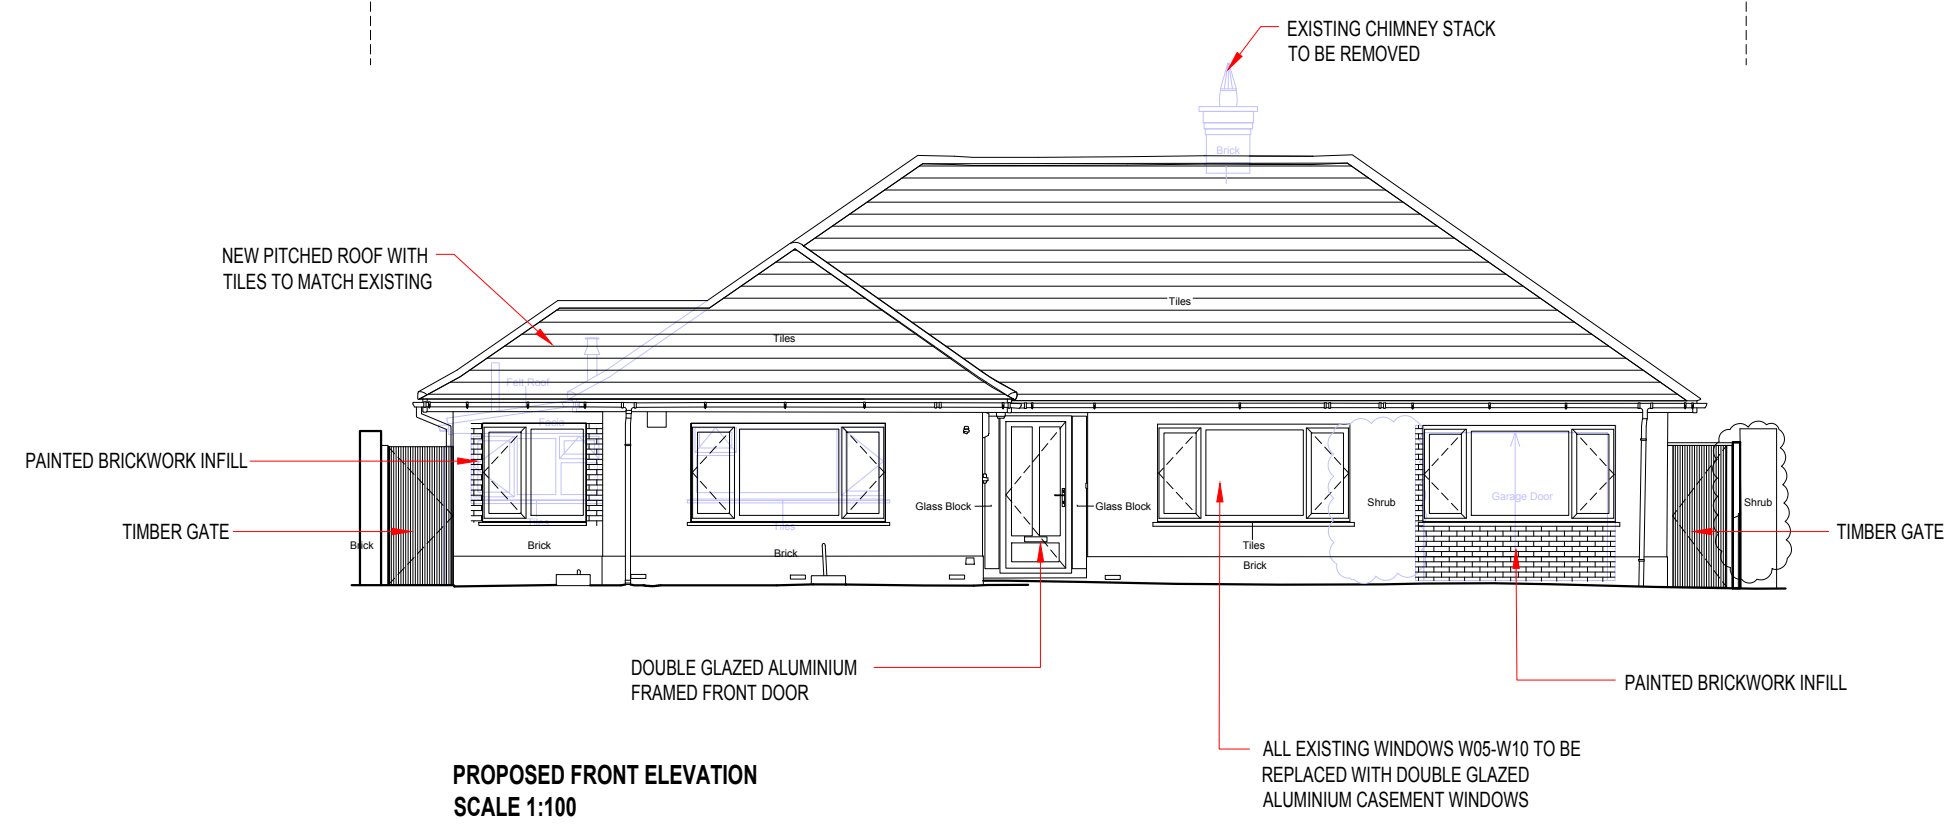 EXISTING CHIMNEY STACK
TO BE REMOVED
Brick
NEW PITCHED ROOF WITH
TILES TO MATCH EXISTING
Tiles
Tiles
Felt Roof
Fasia
PAINTED BRICKWORK INFILL
Garage Door
Glass Block
Glass Block
Shrub
Shrub
Tiles
Tiles
TIMBER GATE
TIMBER GATE
Brick
Brick
Brick
Tiles
Brick
DOUBLE GLAZED ALUMINIUM
FRAMED FRONT DOOR
PAINTED BRICKWORK INFILL
ALL EXISTING WINDOWS W05-W10 TO BE
REPLACED WITH DOUBLE GLAZED
ALUMINIUM CASEMENT WINDOWS
PROPOSED FRONT ELEVATION
SCALE 1:100